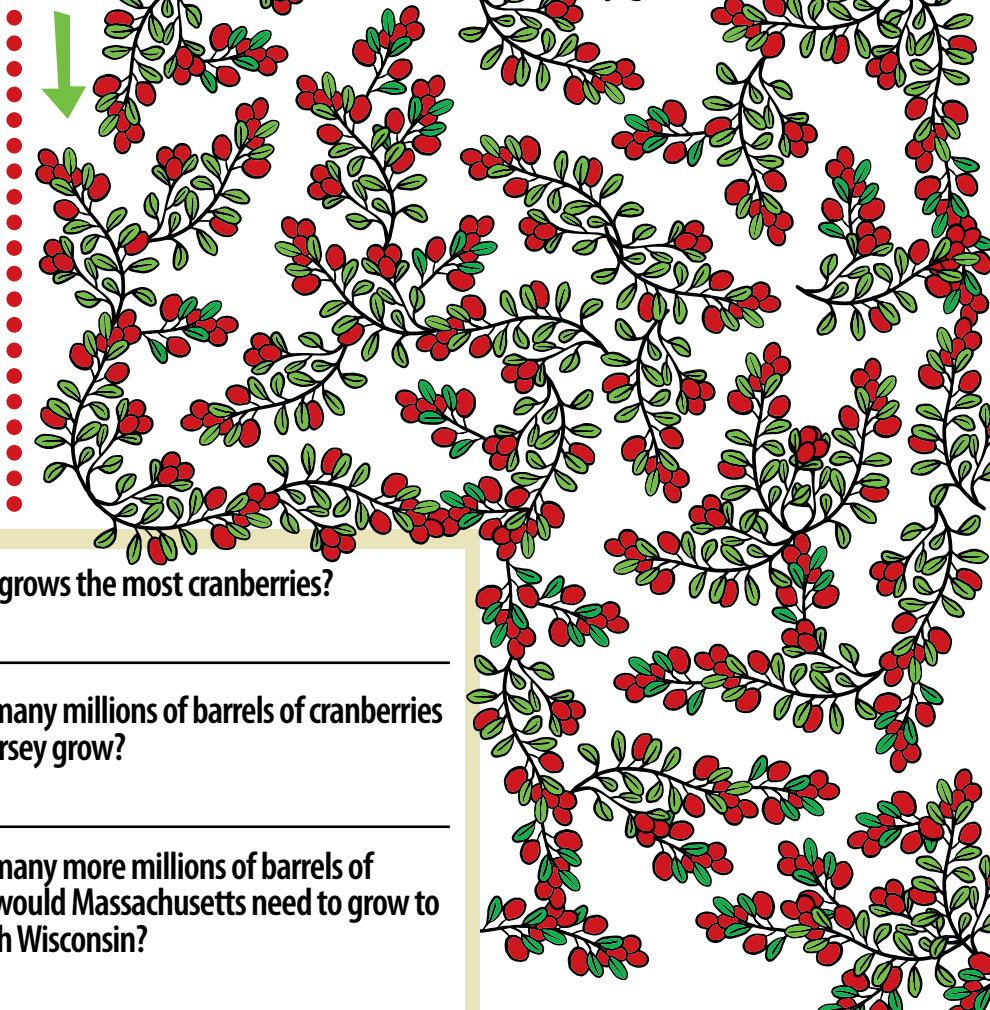 grows the most cranberries?
many millions of barrels of cranberries
rsey grow?
many more millions of barrels of
would Massachusetts need to grow to
h Wisconsin?